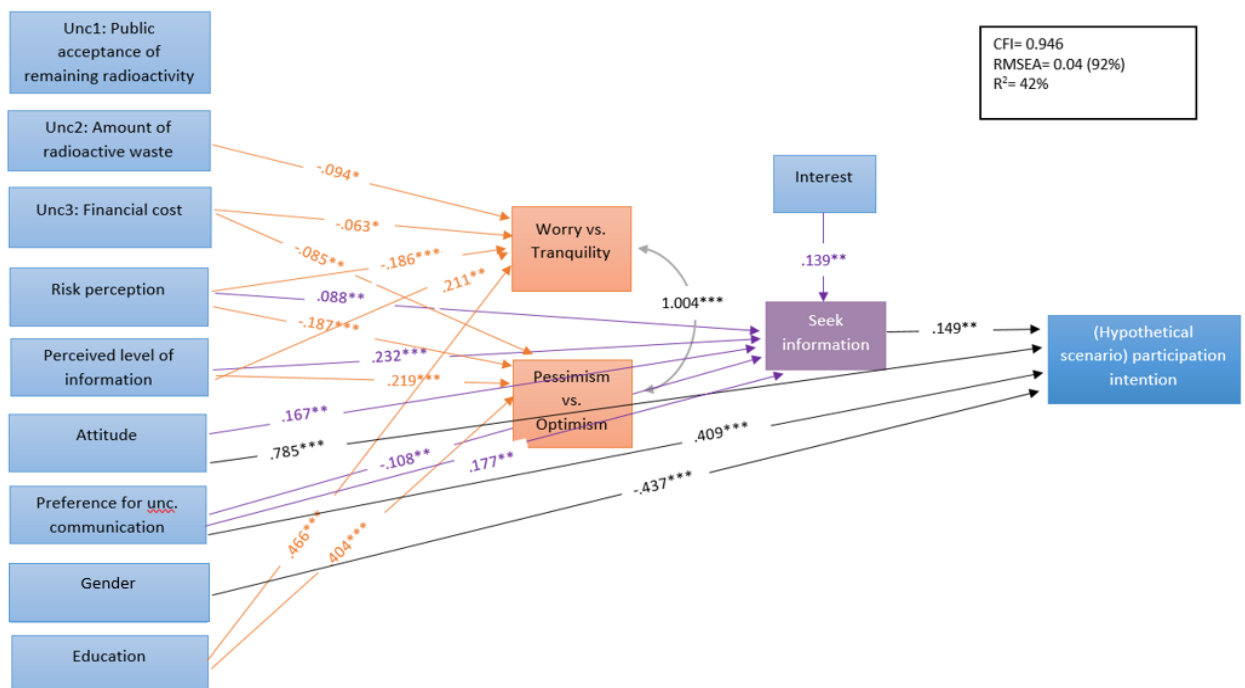 Unc1: Public
acceptance of
remaining radioactivity
CFI= 0.946
RMSEA= 0.04 (92%)
R²= 42%
Unc2: Amount of
radioactive waste
-.094*
Interest
Unc3: Financial cost
-.063*
Worry vs.
Tranquility
-.085**
-.186***
.211**
.139**
Risk perception
.088**
1.004***
-.187***
Seek
information
.149**
(Hypothetical
scenario) participation
intention
Perceived level of
information
.232***
.219***
Pessimism
vs.
Optimism
.167**
Attitude
.785***
.409***
-.108**
.177**
-.437***
Preference for unc.
communication
.466***
.404***
Gender
Education